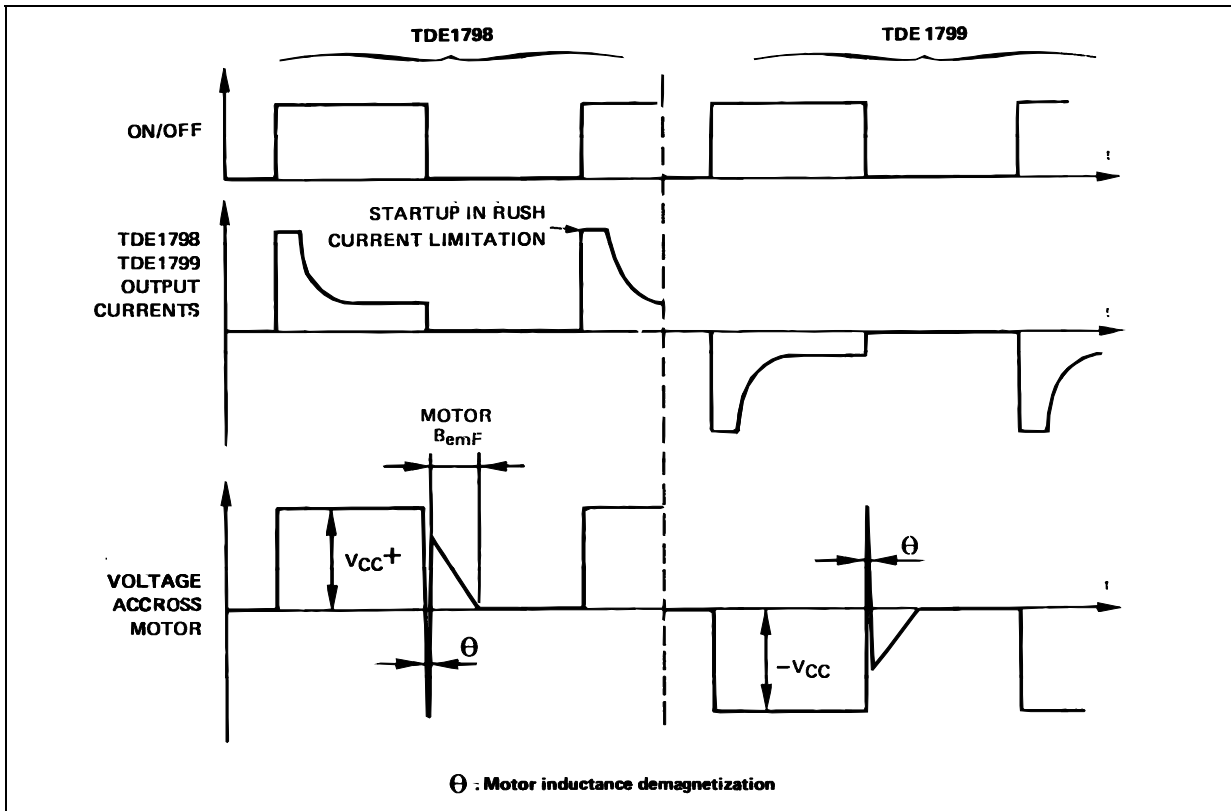 TDE1798
TDE 1799
ON/OFF
t
STARTUP IN RUSH
CURRENT LIMITATION
TDE1798
TDE1799
OUTPUT
CURRENTS
t
MOTOR
BemF
VCC+
θ
θ
VOLTAGE
ACCROSS
MOTOR
t
–VCC
θ : Motor inductance demagnetization